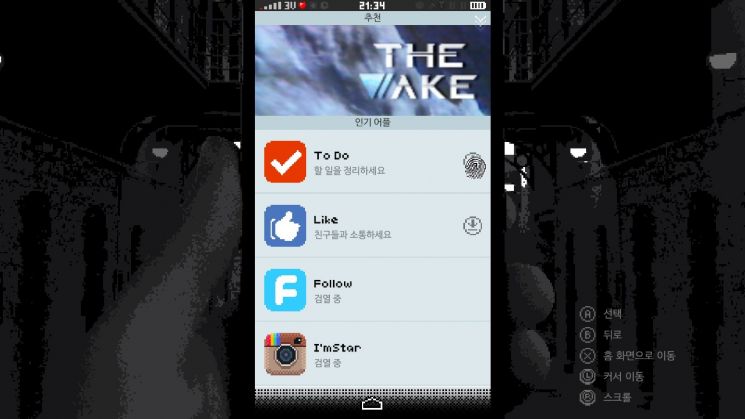 3V
21:34
추천
THE
WAKE
인기 어플
To Do
할 일을 정리하세요
Like
친구들과 소통하세요
F
Follow
검열 중
I'mStar
검열 중
A 선택
B 뒤로
X 홈 화면으로 이동
L 커서 이동
R 스크롤